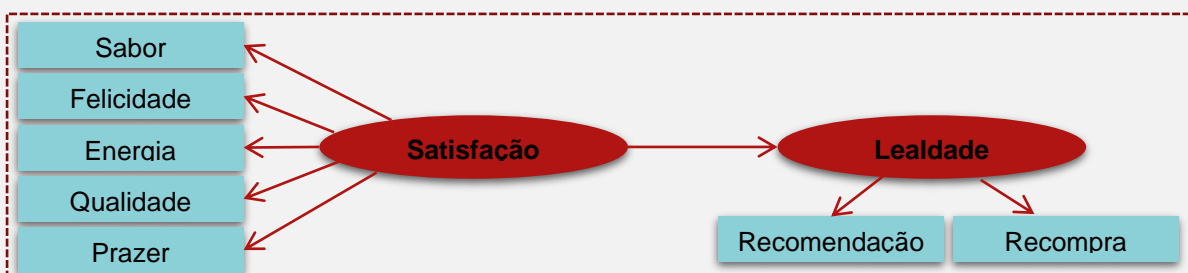 Sabor
Felicidade
Energia
Qualidade
Prazer
Satisfação
Lealdade
Recomendação
Recompra